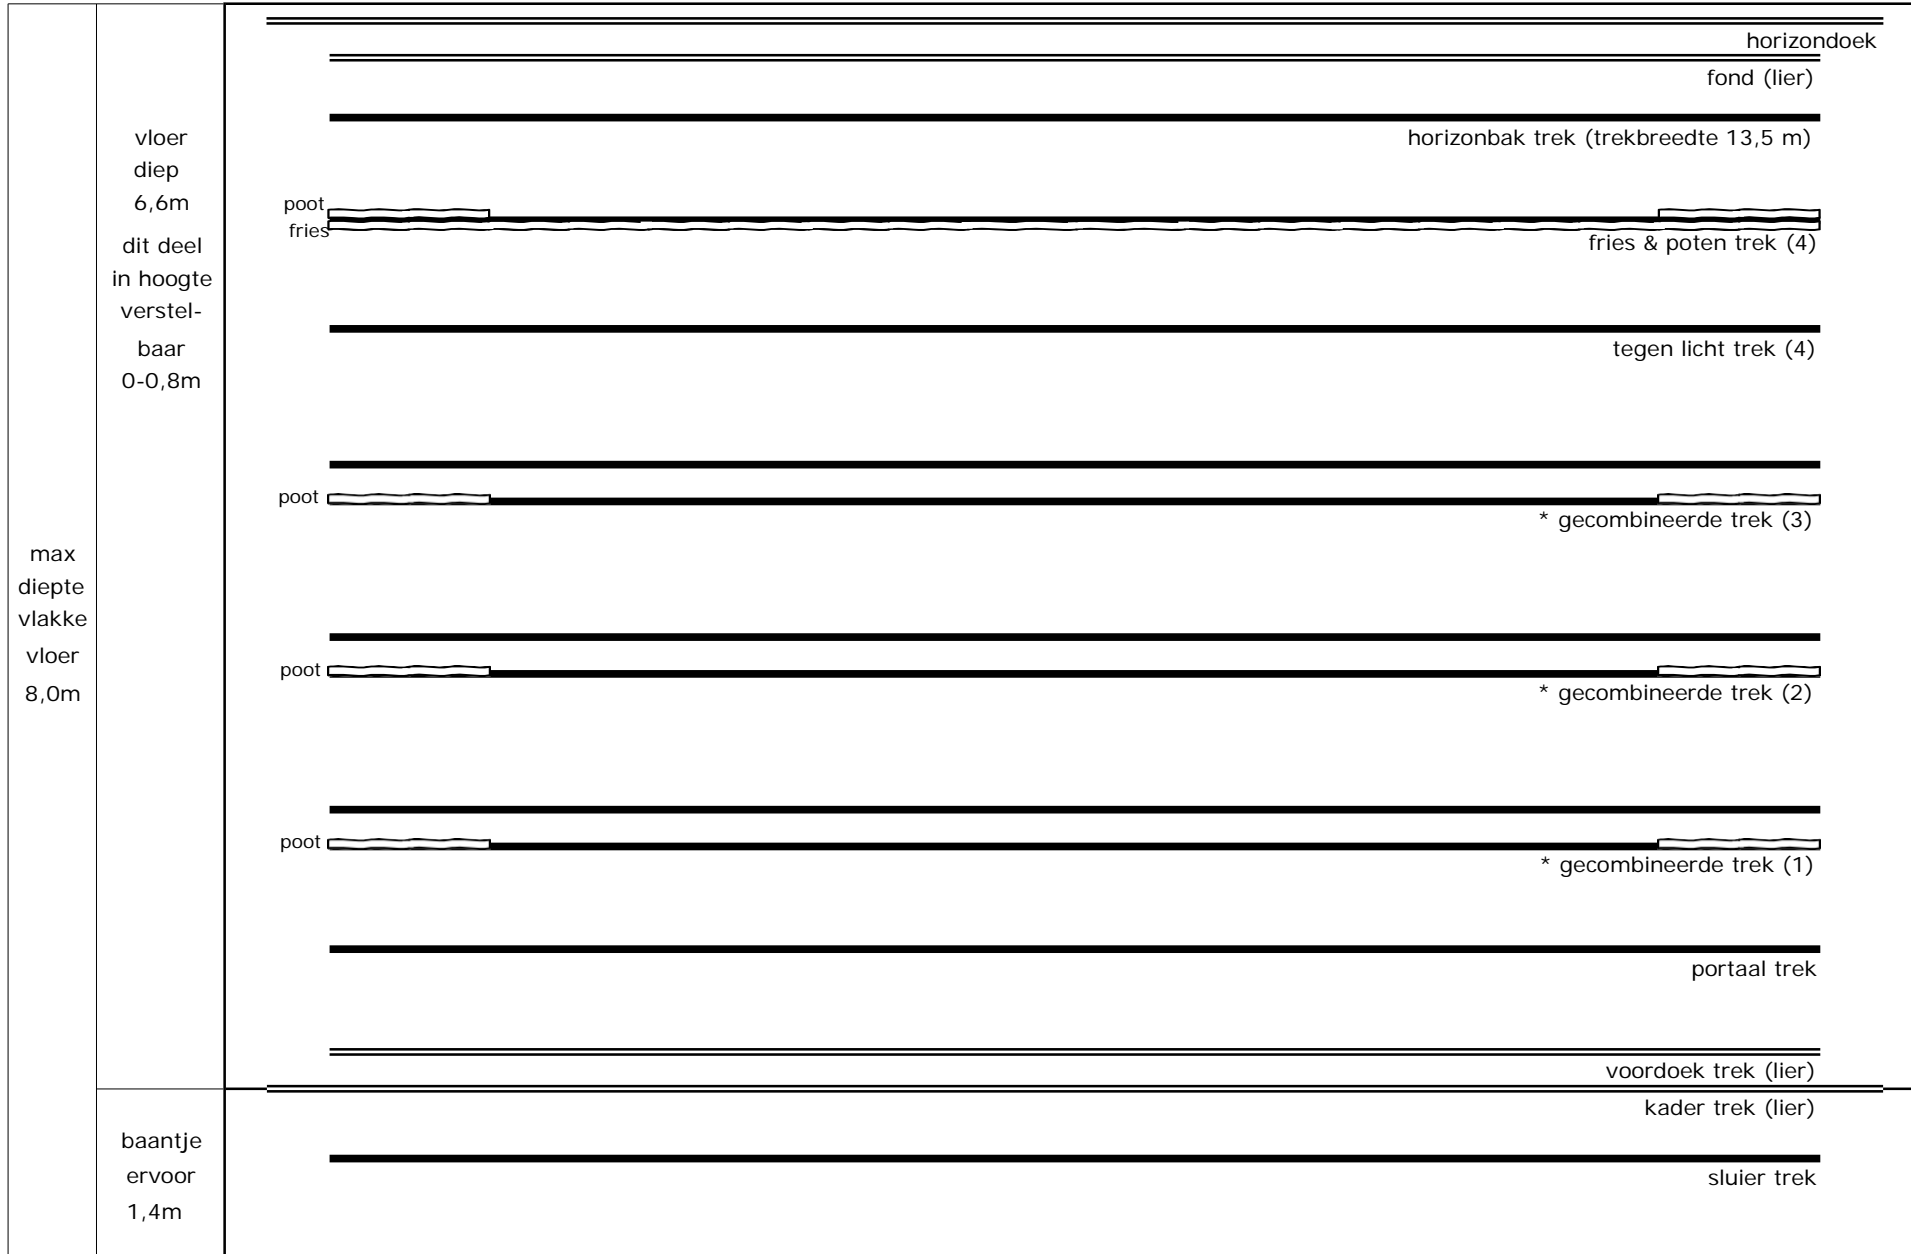 horizondoek
fond (lier)
horizonbak trek (trekbreedte 13,5 m)
vloer
diep
6,6m
dit deel
in hoogte
verstel-
baar
0-0,8m
poot
fries
fries & poten trek (4)
tegen licht trek (4)
poot
* gecombineerde trek (3)
max
diepte
vlakke
vloer
8,0m
poot
* gecombineerde trek (2)
poot
* gecombineerde trek (1)
portaal trek
voordoek trek (lier)
kader trek (lier)
baantje
ervoor
1,4m
sluier trek